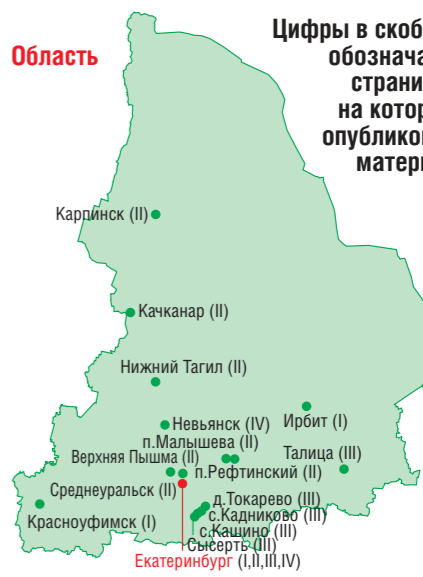 Область
Цифры в скоб
обознача
страни
на котор
опублико
матер
Карпинск (II)
Качканар (II)
Нижний Тагил (II)
Ирбит (I)
Невьянск (IV)
п.Малышева (II)
Талица (III)
Верхняя Пышма (II)
п.Рефтинский (II)
Среднеуральск (II)
д.Токарево (III)
с.Кадниково (III)
Красноуфимск (I)
с.Кашино (III)
Сысерть (III)
Екатеринбург (I,II,III,IV)